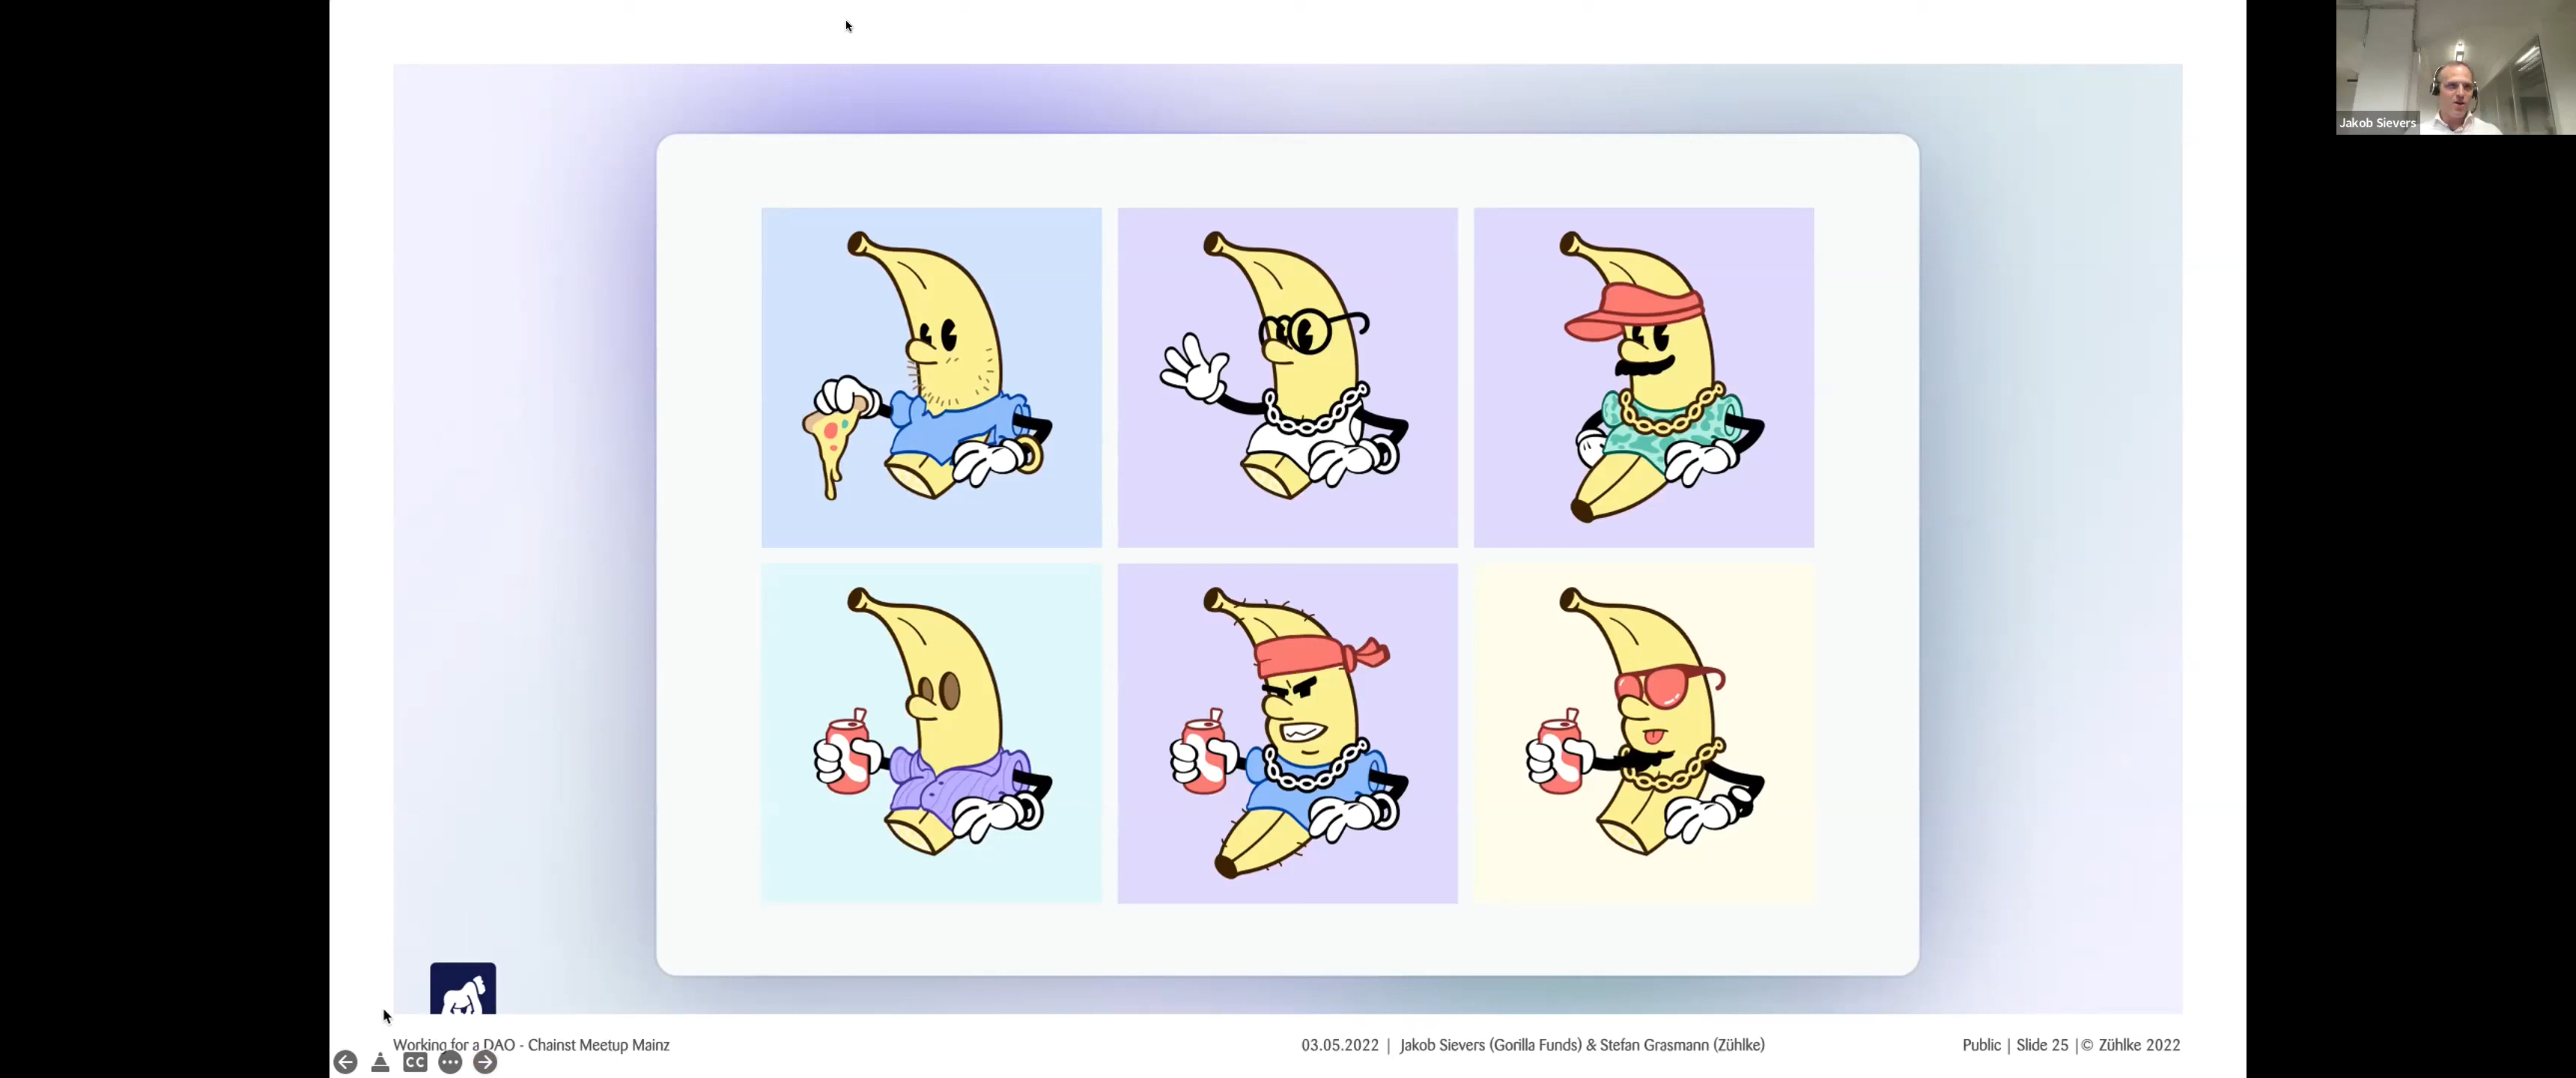 Jakob Sievers
Working for a DAO - Chainst Meetup Mainz
03.05.2022 | Jakob Sievers (Gorilla Funds) & Stefan Grasmann (Zühlke)
Public | Slide 25 |© Zühlke 2022
CC